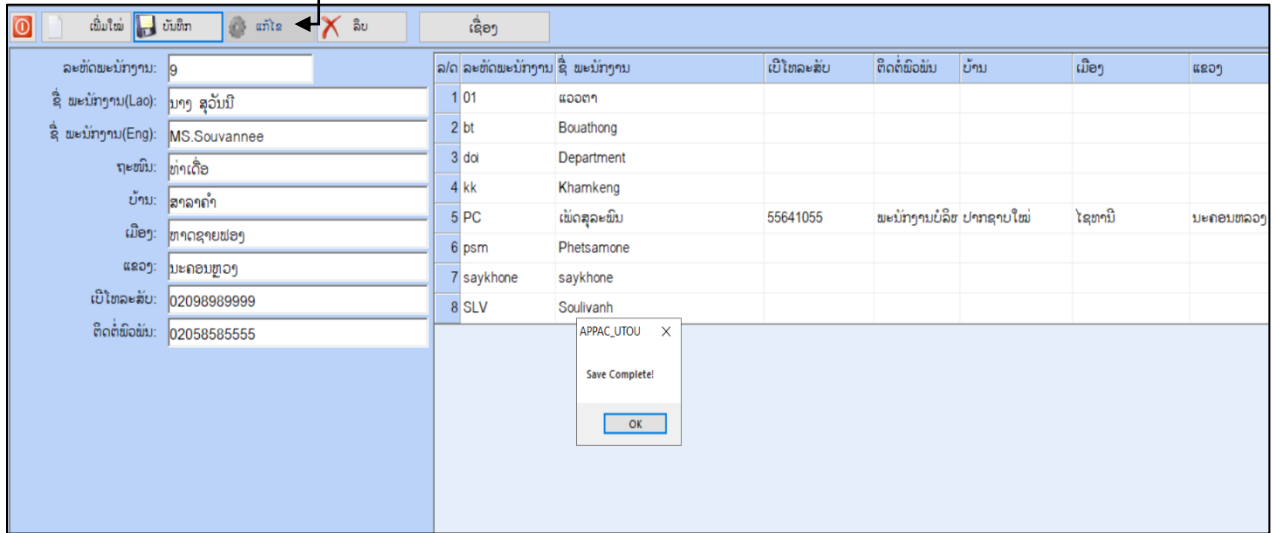 ເພີ່ມໃໝ່ ບັນທຶກ ແກ້ໄຂ ລຶບ ເຊື່ອງ
ລະຫັດພະນັກງານ: 9
ຊື່ ພະນັກງານ(Lao): ນາງ ສຸວັນນີ
ຊື່ ພະນັກງານ(Eng): MS.Souvannee
ຖະໜົນ: ທ່າເດື່ອ
ບ້ານ: ສາລາຄຳ
ເມືອງ: ຫາດຊາຍຟອງ
ແຂວງ: ນະຄອນຫຼວງ
ເບີໂທລະສັບ: 02098989999
ຕິດຕໍ່ພົວພັນ: 02058585555
ລ/ດ ລະຫັດພະນັກງານ ຊື່ ພະນັກງານ ເບີໂທລະສັບ ຕິດຕໍ່ພົວພັນ ບ້ານ ເມືອງ ແຂວງ
1 01 ແວວຕາ
2 bt Bouathong
3 doi Department
4 kk Khamkeng
5 PC ເພັດສຸລະພົນ 55641055 ພະນັກງານບໍລິຫ ປາກຊາບໃໝ່ ໄຊທານີ ນະຄອນຫລວງ
6 psm Phetsamone
7 saykhone saykhone
8 SLV Soulivanh
APPAC_UTOU
Save Complete!
OK